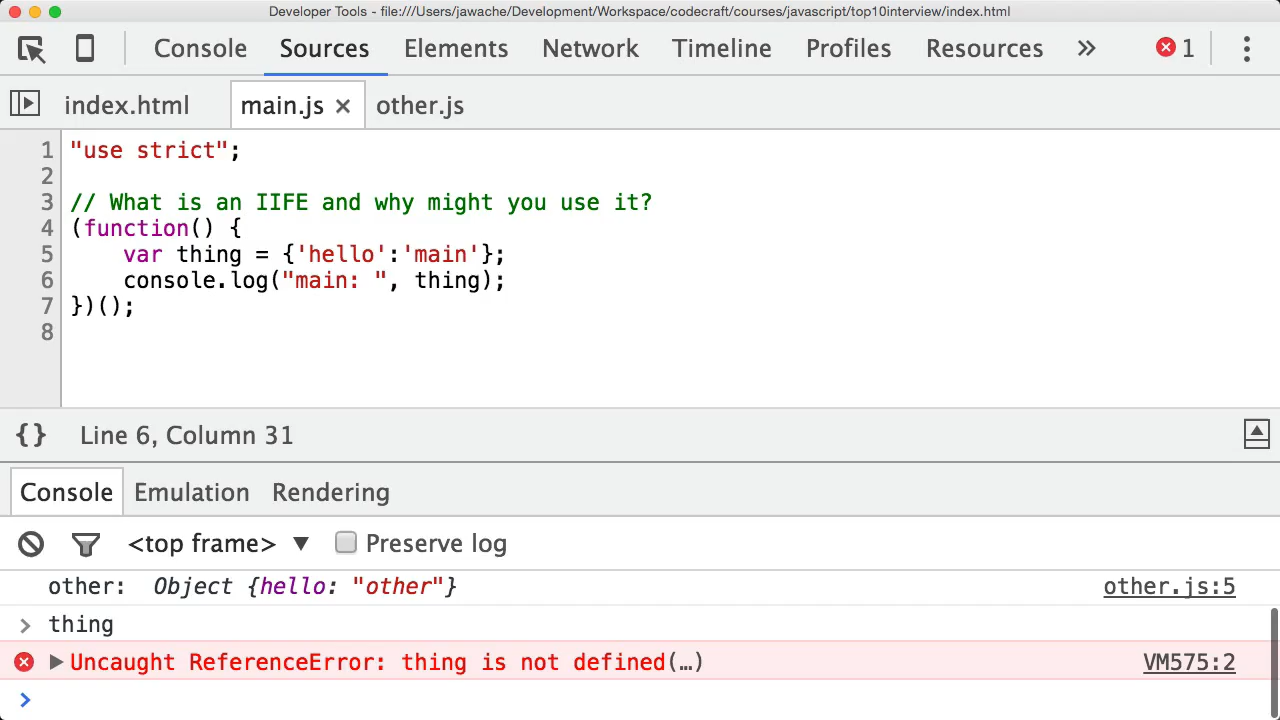 Developer Tools - file:///Users/jawache/Development/Workspace/codecraft/courses/javascript/top10interview/index.html
Console Sources Elements Network Timeline Profiles Resources » 1
index.html main.js × other.js
1 "use strict";
2
3 // What is an IIFE and why might you use it?
4 (function() {
5     var thing = {'hello':'main'};
6     console.log("main: ", thing);
7 })();
8
{} Line 6, Column 31
Console Emulation Rendering
<top frame> ▼ Preserve log
other:  Object {hello: "other"} other.js:5
> thing
▶ Uncaught ReferenceError: thing is not defined(…) VM575:2
>